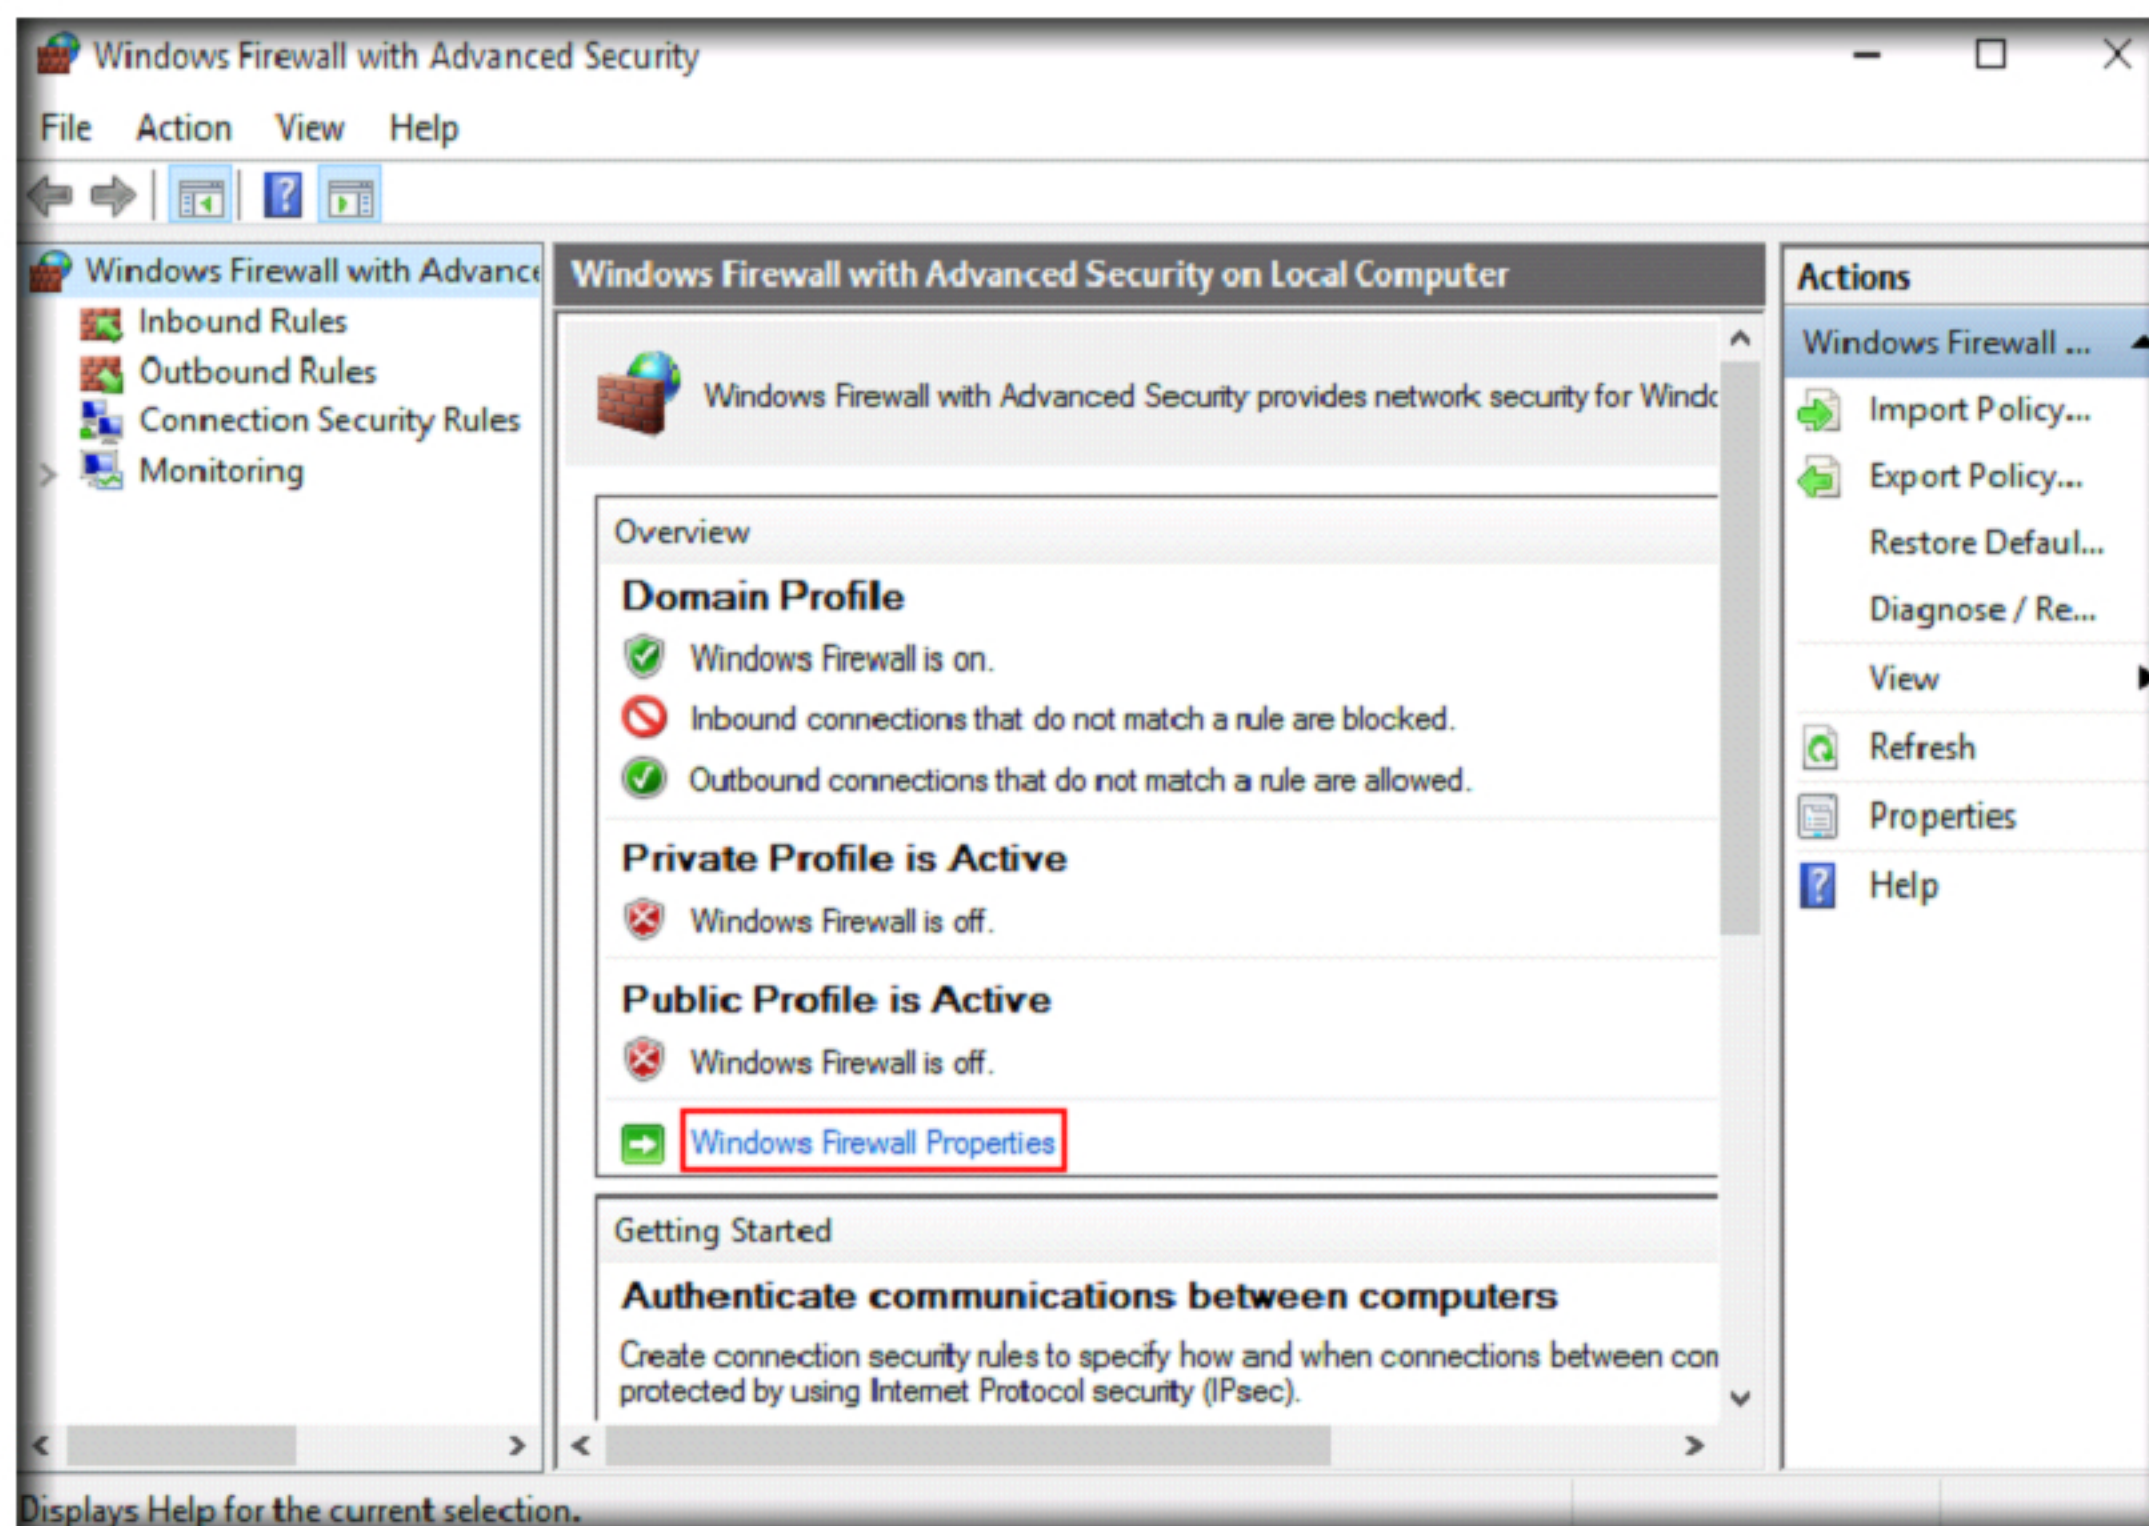 Windows Firewall with Advanced Security
File Action View Help
Windows Firewall with Advance
Inbound Rules
Outbound Rules
Connection Security Rules
Monitoring
Windows Firewall with Advanced Security on Local Computer
Windows Firewall with Advanced Security provides network security for Windo
Overview
Domain Profile
Windows Firewall is on.
Inbound connections that do not match a rule are blocked.
Outbound connections that do not match a rule are allowed.
Private Profile is Active
Windows Firewall is off.
Public Profile is Active
Windows Firewall is off.
Windows Firewall Properties
Getting Started
Authenticate communications between computers
Create connection security rules to specify how and when connections between com
protected by using Internet Protocol security (IPsec).
Actions
Windows Firewall ...
Import Policy...
Export Policy...
Restore Defaul...
Diagnose / Re...
View
Refresh
Properties
Help
Displays Help for the current selection.